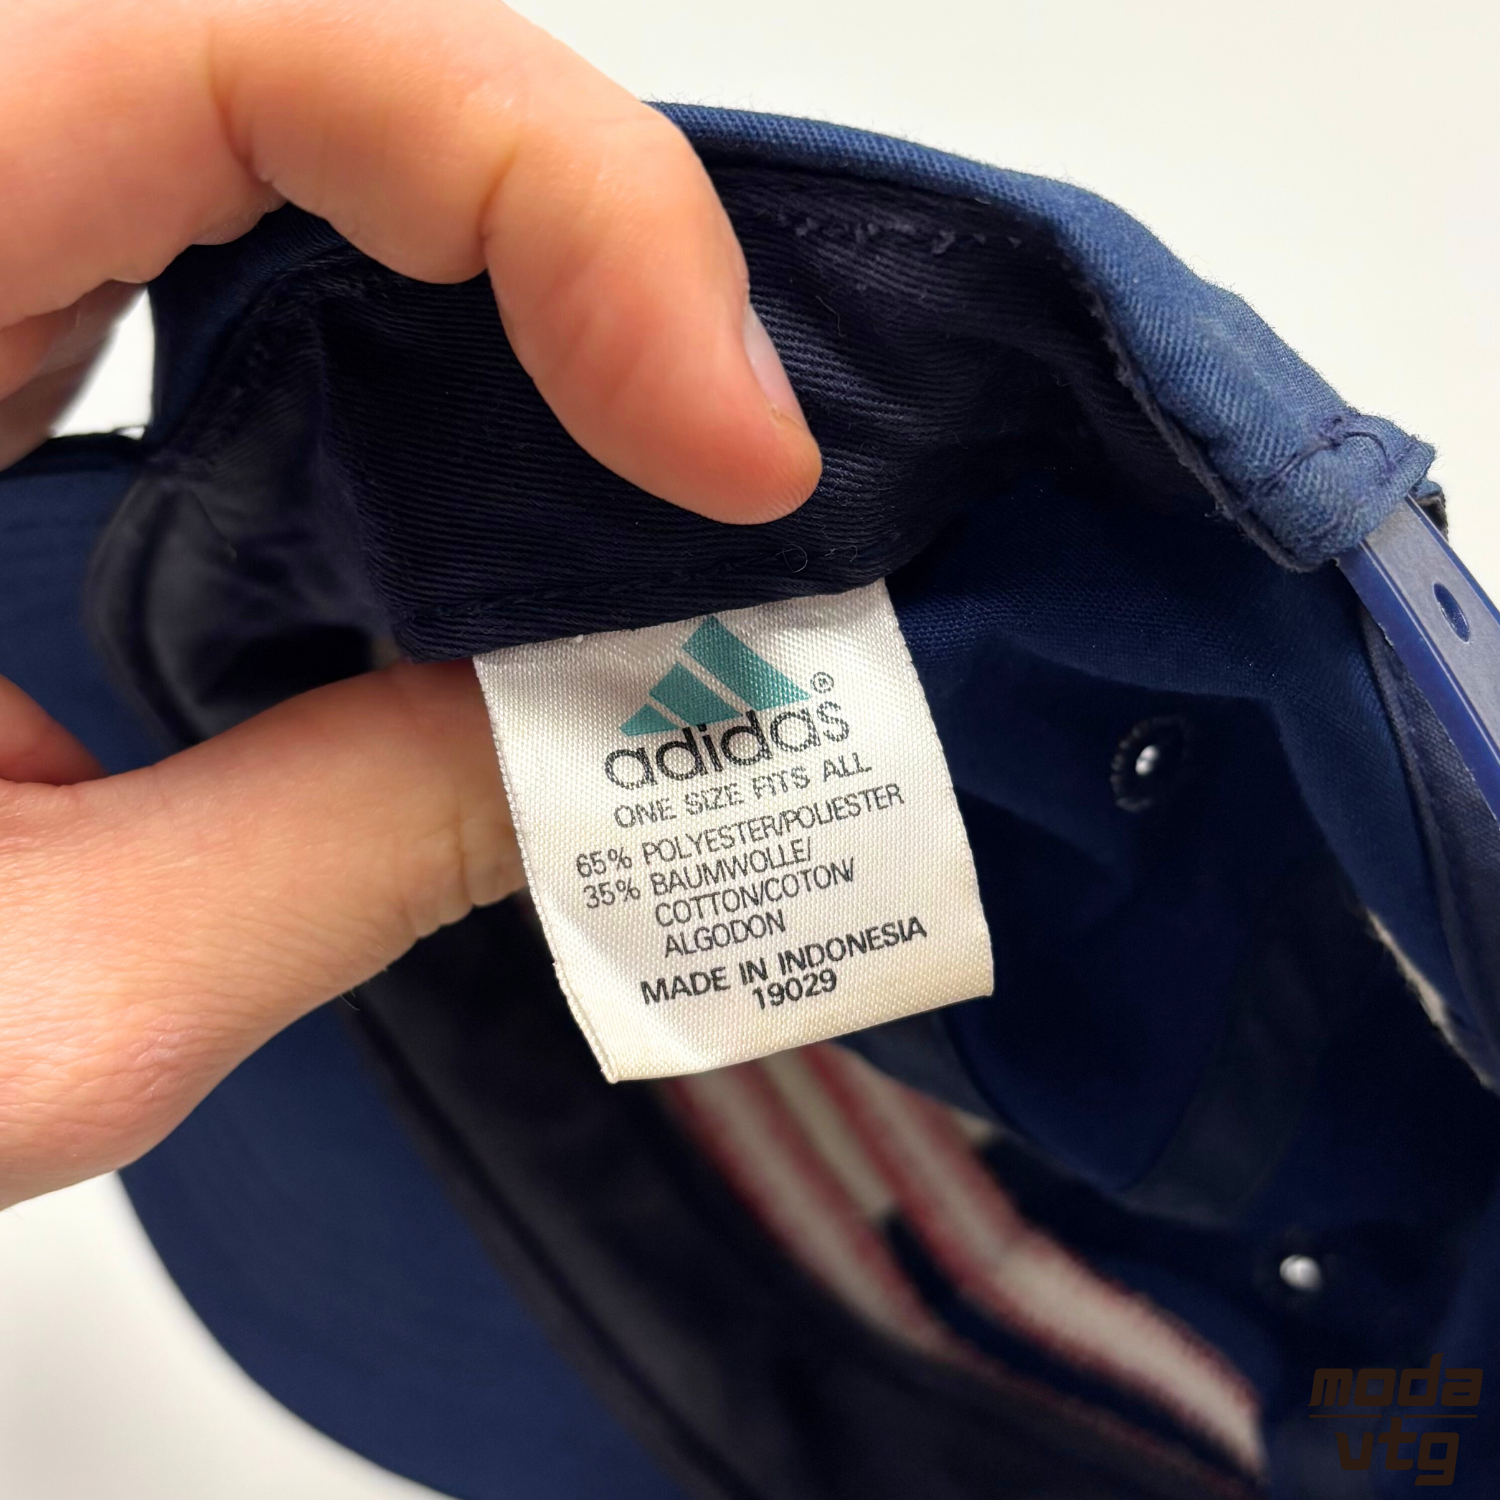 adidas®
ONE SIZE FITS ALL
65% POLYESTER/POLIESTER
35% BAUMWOLLE/
COTTON/COTON/
ALGODON
MADE IN INDONESIA
19029
moda
vtg